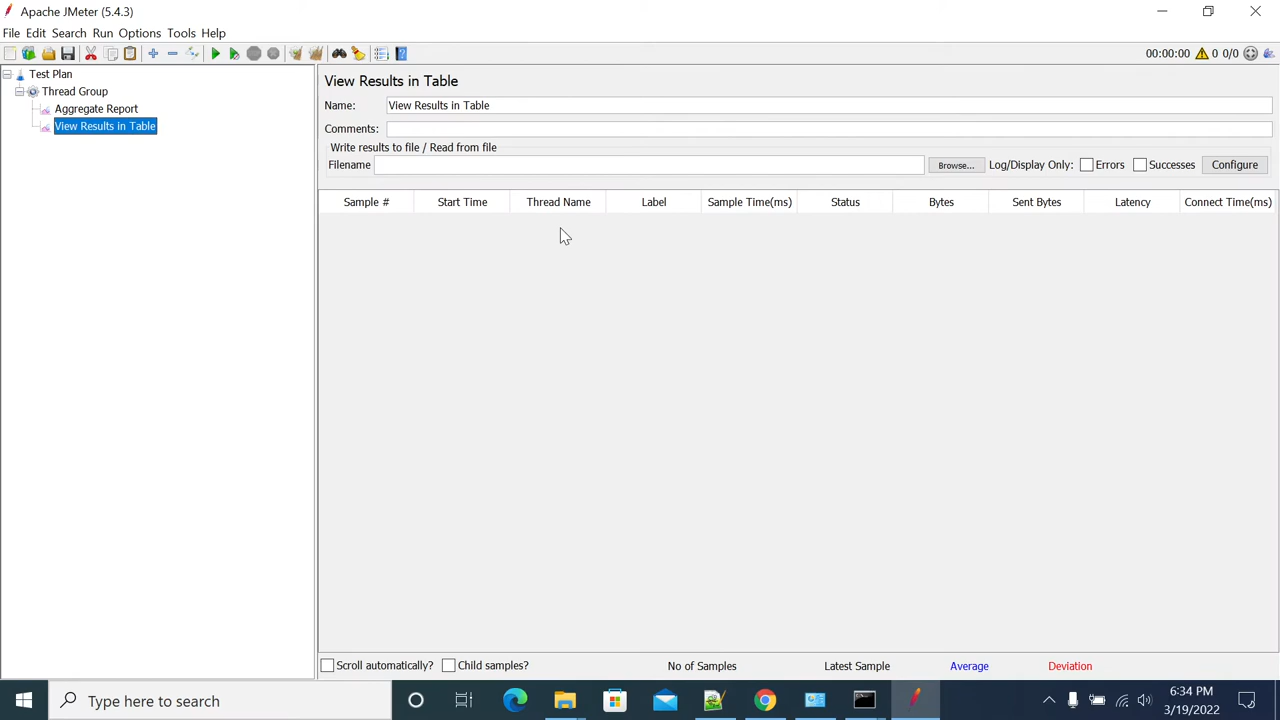 Apache JMeter (5.4.3)
File Edit Search Run Options Tools Help
00:00:00 0 0/0
Test Plan
Thread Group
Aggregate Report
View Results in Table
View Results in Table
Name: View Results in Table
Comments:
Write results to file / Read from file
Filename Browse... Log/Display Only: Errors Successes Configure
Sample # Start Time Thread Name Label Sample Time(ms) Status Bytes Sent Bytes Latency Connect Time(ms)
Scroll automatically? Child samples? No of Samples Latest Sample Average Deviation
Type here to search
6:34 PM
3/19/2022